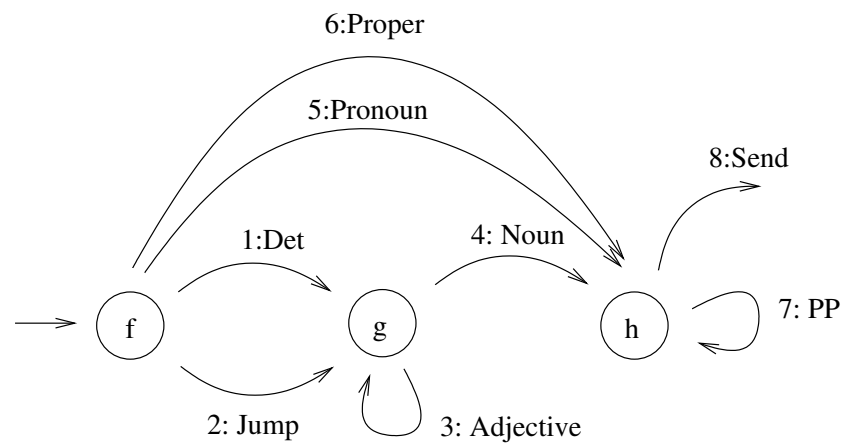 6:Proper
5:Pronoun
8:Send
1:Det
4: Noun
f
g
h
7: PP
2: Jump
3: Adjective